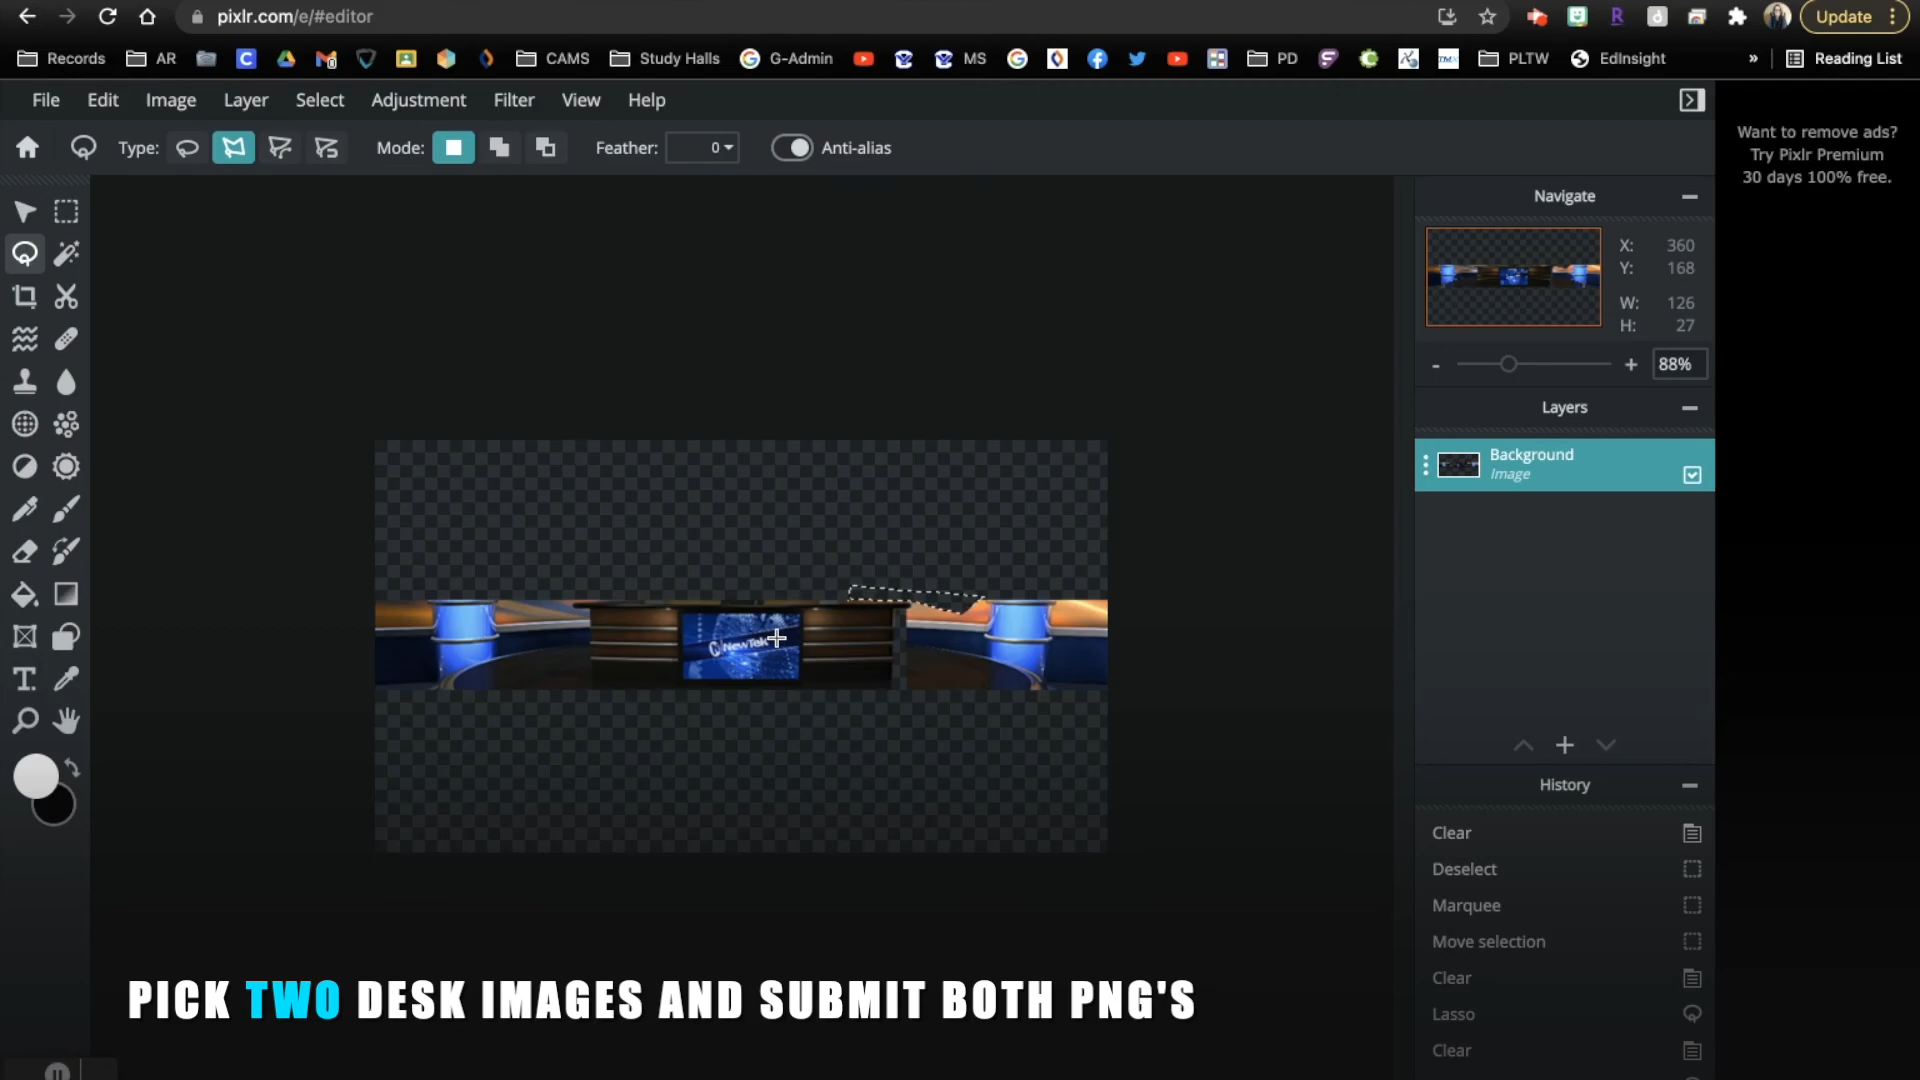 pixlr.com/e/#editor
Update
Records
AR
CAMS
Study Halls
G-Admin
MS
PD
PLTW
EdInsight
»
Reading List
File Edit Image Layer Select Adjustment Filter View Help
Type:
Mode:
Feather: 0
Anti-alias
Want to remove ads?
Try Pixlr Premium
30 days 100% free.
Navigate
X: 360
Y: 168
W: 126
H: 27
- + 88%
Layers
Background
Image
NewTek
History
Clear
Deselect
Marquee
Move selection
Clear
Lasso
Clear
PICK TWO DESK IMAGES AND SUBMIT BOTH PNG'S